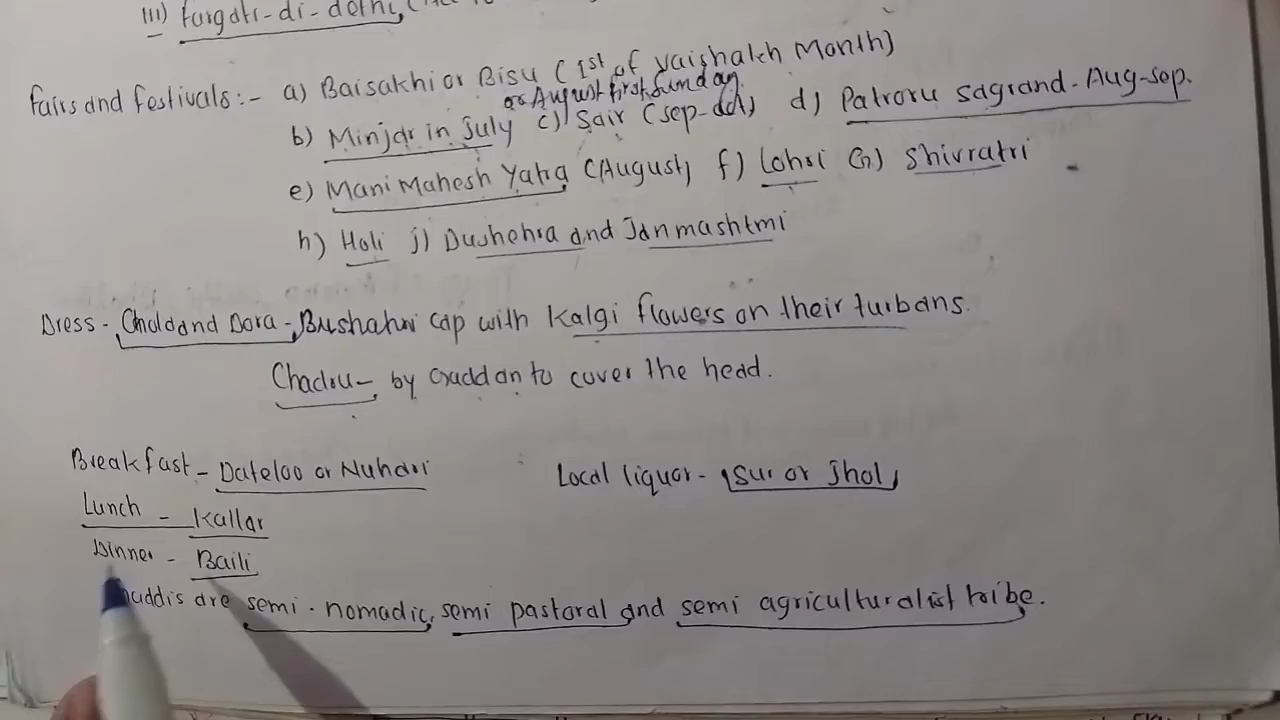 III) furgati-di-dethi,
Fairs and festivals:- a) Baisakhi or Bisu (1st of Vaishakh Month)
or August first sunday
b) Minjar in July c) Sair (sep- d) Patroru Sagrand - Aug-sep.
e) Mani Mahesh Yatra (August) f) Lohri G) Shivratri
h) Holi j) Dushehra and Janmashtmi
Dress - Chola and Dora - Bushahri cap with Kalgi flowers on their turbans.
Chadru - by Gaddan to cover the head.
Breakfast - Dateloo or Nuhari Local liquor - Sur or Jhol
Lunch - Kallar
Dinner - Baili
are semi-nomadic, semi pastoral and semi agriculturalist tribe.